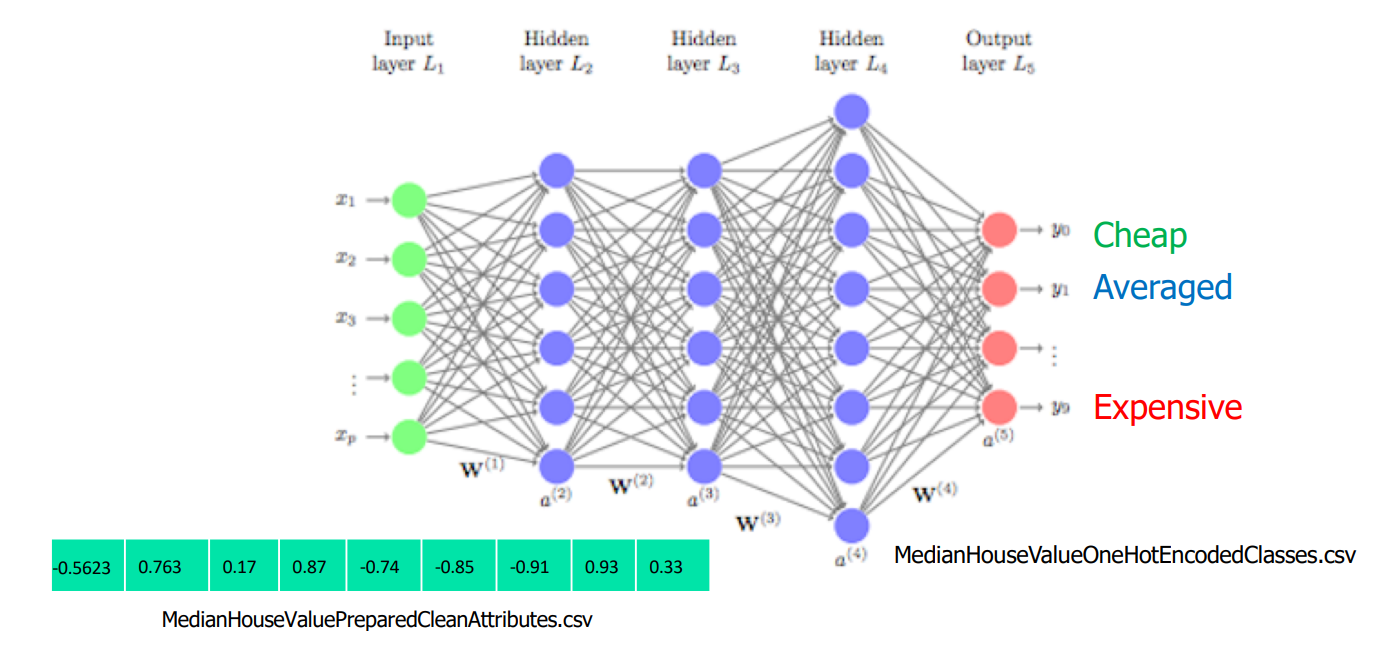 Input Hidden Hidden Hidden Output
layer L₁ layer L₂ layer L₃ layer L₄ layer L₅
x₁
x₂
x₃
⋮
xₚ
y₀ Cheap
y₁ Averaged
⋮
y₉ Expensive
a⁽⁵⁾
W⁽¹⁾
a⁽²⁾
W⁽²⁾
a⁽³⁾
W⁽³⁾
W⁽⁴⁾
a⁽⁴⁾
MedianHouseValueOneHotEncodedClasses.csv
-0.5623 0.763 0.17 0.87 -0.74 -0.85 -0.91 0.93 0.33
MedianHouseValuePreparedCleanAttributes.csv